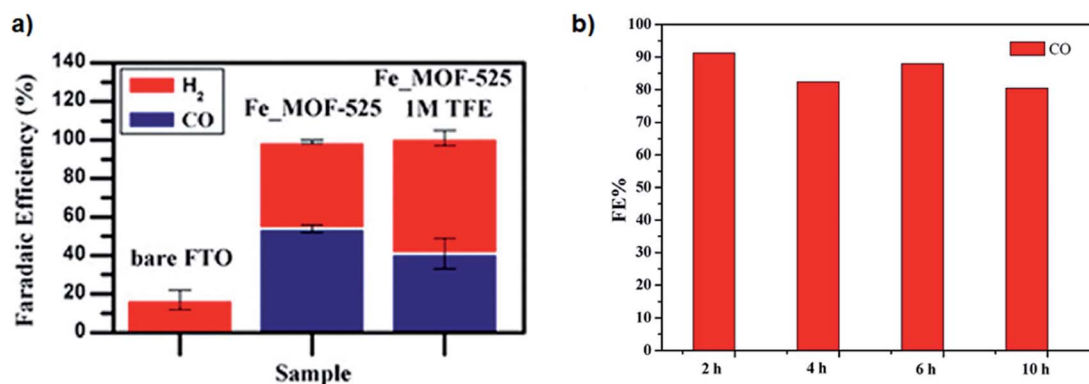 a)
Faradaic Efficiency (%)
140
120
100
80
60
40
20
0
H2
CO
bare FTO
Fe_MOF-525
Fe_MOF-525
1M TFE
Sample
b)
FE%
100
90
80
70
60
50
40
30
20
10
0
CO
2 h
4 h
6 h
10 h